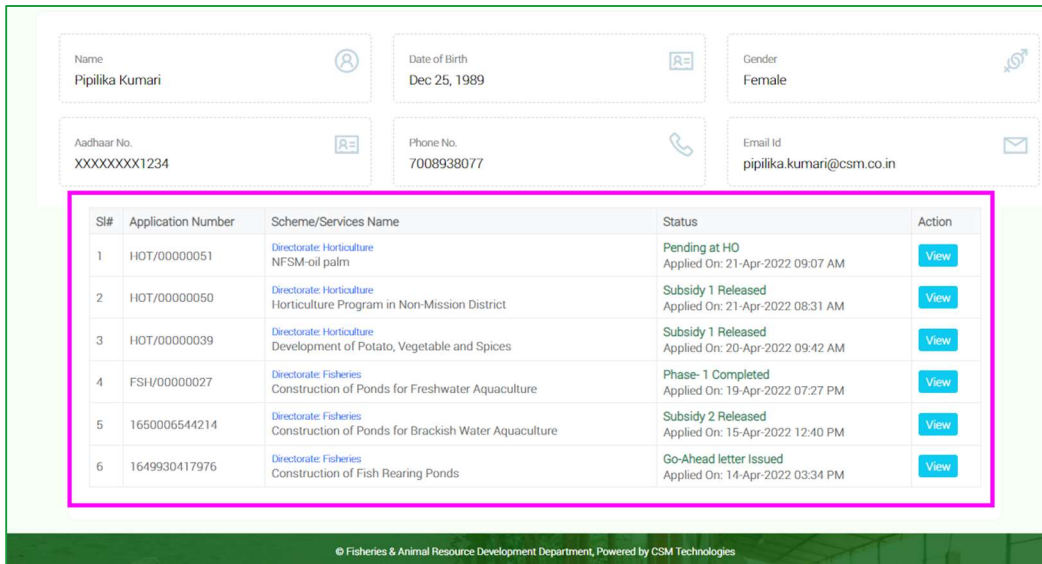 Name
Pipilika Kumari
Date of Birth
Dec 25, 1989
Gender
Female
Aadhaar No.
XXXXXXXX1234
Phone No.
7008938077
Email Id
pipilika.kumari@csm.co.in
Sl# Application Number Scheme/Services Name Status Action
1 HOT/00000051 Directorate: Horticulture Pending at HO View
NFSM-oil palm Applied On: 21-Apr-2022 09:07 AM
2 HOT/00000050 Directorate: Horticulture Subsidy 1 Released View
Horticulture Program in Non-Mission District Applied On: 21-Apr-2022 08:31 AM
3 HOT/00000039 Directorate: Horticulture Subsidy 1 Released View
Development of Potato, Vegetable and Spices Applied On: 20-Apr-2022 09:42 AM
4 FSH/00000027 Directorate: Fisheries Phase- 1 Completed View
Construction of Ponds for Freshwater Aquaculture Applied On: 19-Apr-2022 07:27 PM
5 1650006544214 Directorate: Fisheries Subsidy 2 Released View
Construction of Ponds for Brackish Water Aquaculture Applied On: 15-Apr-2022 12:40 PM
6 1649930417976 Directorate: Fisheries Go-Ahead letter Issued View
Construction of Fish Rearing Ponds Applied On: 14-Apr-2022 03:34 PM
© Fisheries & Animal Resource Development Department, Powered by CSM Technologies